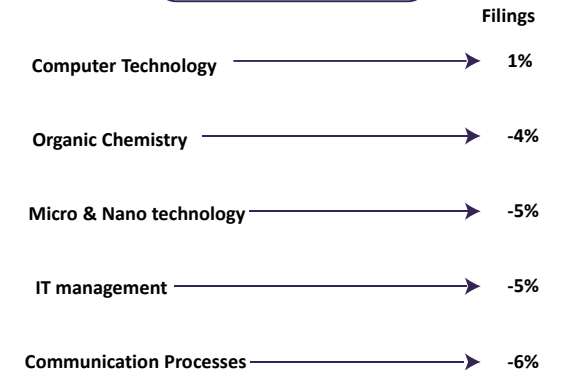 Filings
Computer Technology 1%
Organic Chemistry -4%
Micro & Nano technology -5%
IT management -5%
Communication Processes -6%